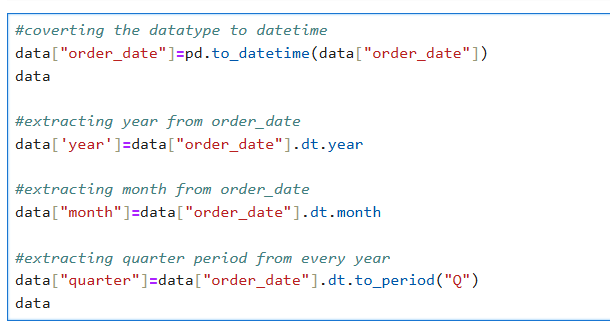 #coverting the datatype to datetime
data["order_date"]=pd.to_datetime(data["order_date"])
data
#extracting year from order_date
data['year']=data["order_date"].dt.year
#extracting month from order_date
data["month"]=data["order_date"].dt.month
#extracting quarter period from every year
data["quarter"]=data["order_date"].dt.to_period("Q")
data